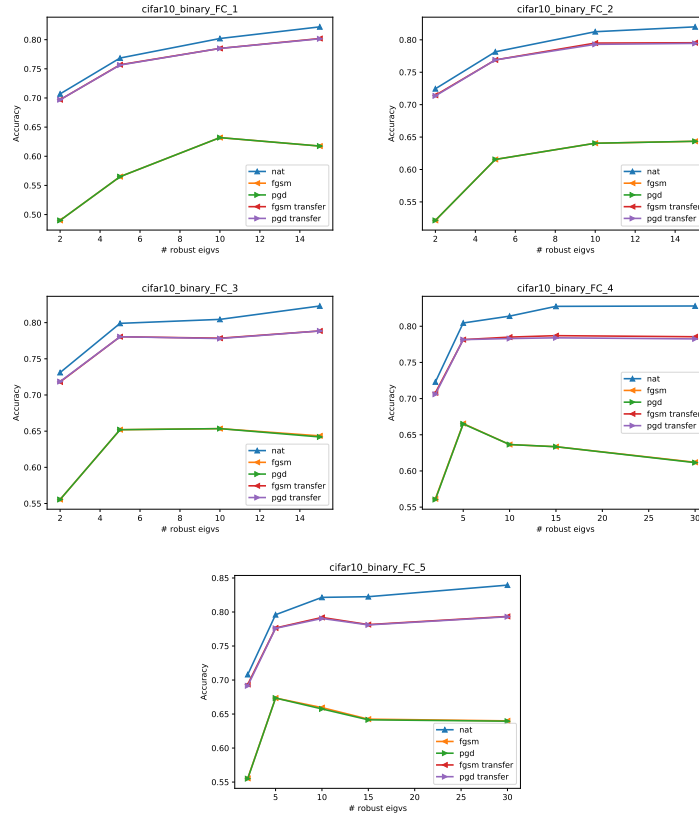 cifar10_binary_FC_1
Accuracy
0.80
0.75
0.70
0.65
0.60
0.55
0.50
nat
fgsm
pgd
fgsm transfer
pgd transfer
2 4 6 8 10 12 14
# robust eigvs
cifar10_binary_FC_2
Accuracy
0.80
0.75
0.70
0.65
0.60
0.55
nat
fgsm
pgd
fgsm transfer
pgd transfer
2 4 6 8 10 12 14
# robust eigvs
cifar10_binary_FC_3
Accuracy
0.80
0.75
0.70
0.65
0.60
0.55
nat
fgsm
pgd
fgsm transfer
pgd transfer
2 4 6 8 10 12 14
# robust eigvs
cifar10_binary_FC_4
Accuracy
0.80
0.75
0.70
0.65
0.60
0.55
nat
fgsm
pgd
fgsm transfer
pgd transfer
5 10 15 20 25 30
# robust eigvs
cifar10_binary_FC_5
Accuracy
0.85
0.80
0.75
0.70
0.65
0.60
0.55
nat
fgsm
pgd
fgsm transfer
pgd transfer
5 10 15 20 25 30
# robust eigvs